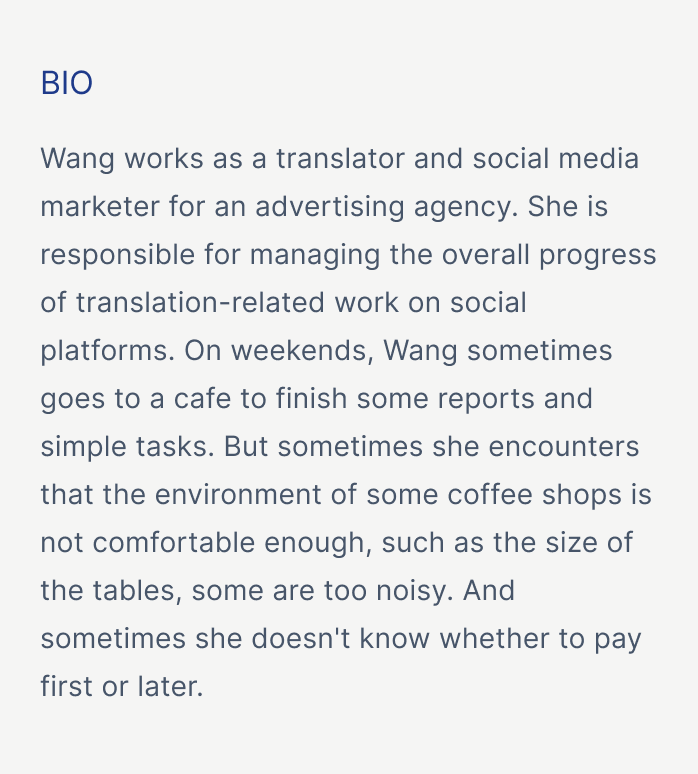 BIO
Wang works as a translator and social media
marketer for an advertising agency. She is
responsible for managing the overall progress
of translation-related work on social
platforms. On weekends, Wang sometimes
goes to a cafe to finish some reports and
simple tasks. But sometimes she encounters
that the environment of some coffee shops is
not comfortable enough, such as the size of
the tables, some are too noisy. And
sometimes she doesn't know whether to pay
first or later.